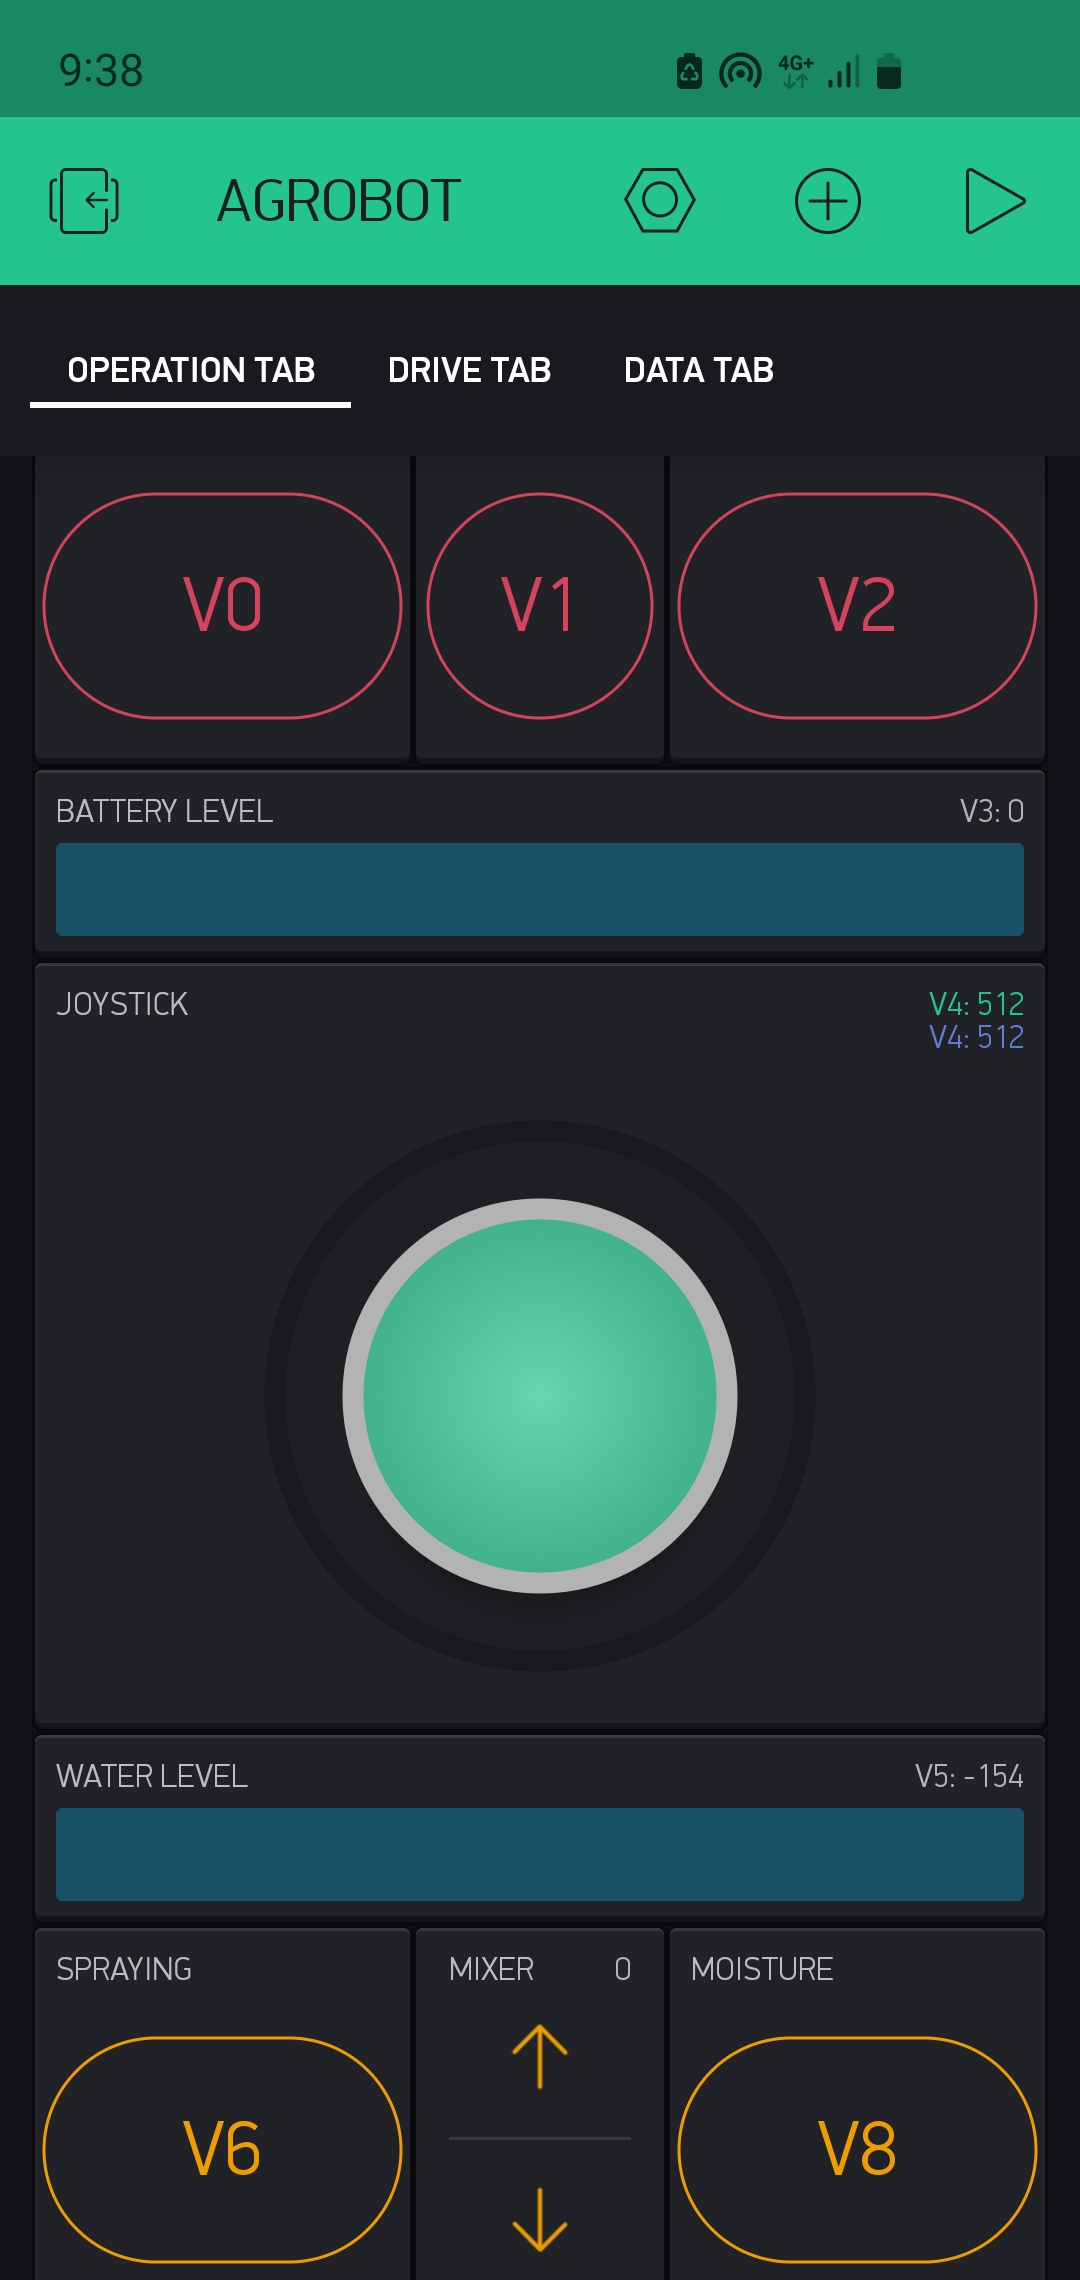 9:38 4G+
AGROBOT
OPERATION TAB DRIVE TAB DATA TAB
V0 V1 V2
BATTERY LEVEL V3: 0
JOYSTICK V4: 512
V4: 512
WATER LEVEL V5: -154
SPRAYING MIXER 0 MOISTURE
V6 V8